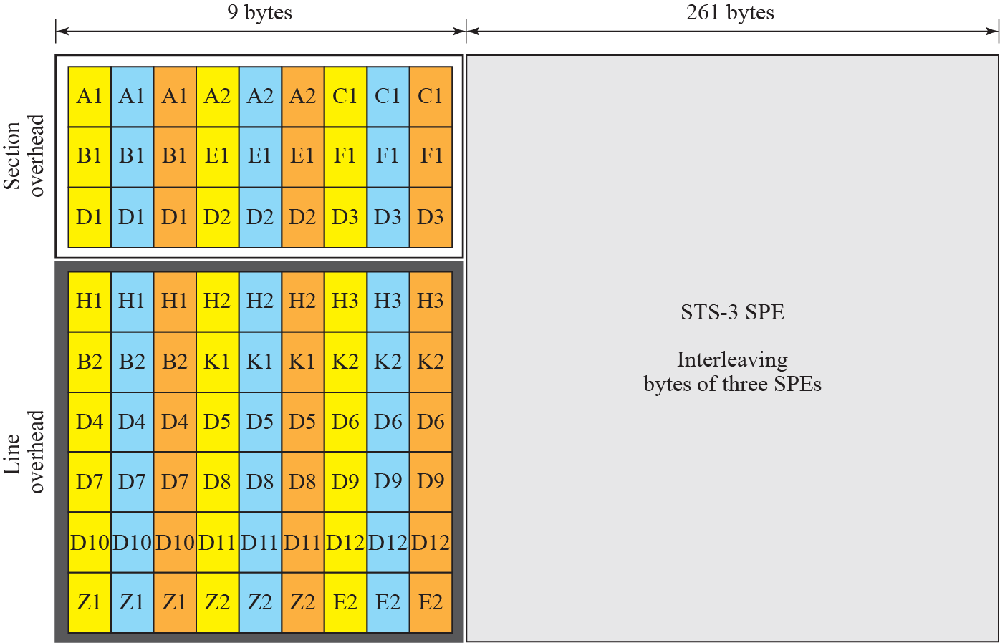 9 bytes
261 bytes
Section
overhead
A1 A1 A1 A2 A2 A2 C1 C1 C1
B1 B1 B1 E1 E1 E1 F1 F1 F1
D1 D1 D1 D2 D2 D2 D3 D3 D3
Line
overhead
H1 H1 H1 H2 H2 H2 H3 H3 H3
B2 B2 B2 K1 K1 K1 K2 K2 K2
D4 D4 D4 D5 D5 D5 D6 D6 D6
D7 D7 D7 D8 D8 D8 D9 D9 D9
D10 D10 D10 D11 D11 D11 D12 D12 D12
Z1 Z1 Z1 Z2 Z2 Z2 E2 E2 E2
STS-3 SPE
Interleaving
bytes of three SPEs